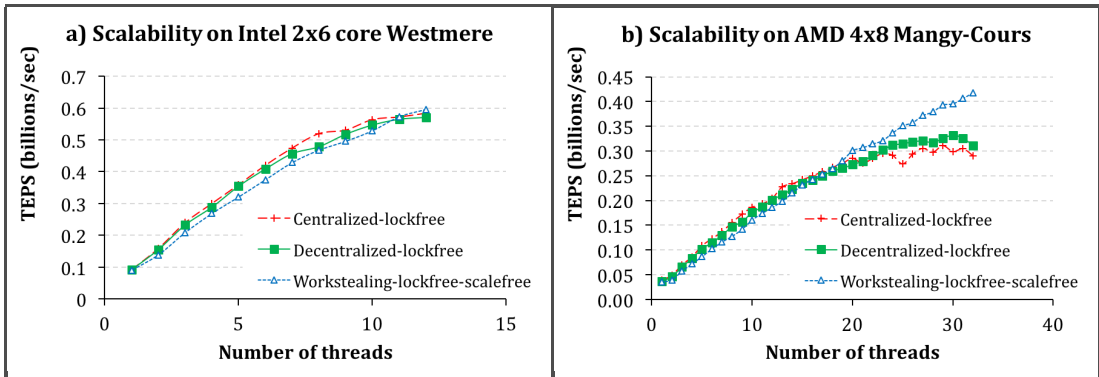 a) Scalability on Intel 2x6 core Westmere
TEPS (billions/sec)
0.7
0.6
0.5
0.4
0.3
0.2
0.1
0
Centralized-lockfree
Decentralized-lockfree
Workstealing-lockfree-scalefree
0 5 10 15
Number of threads
b) Scalability on AMD 4x8 Mangy-Cours
TEPS (billions/sec)
0.45
0.40
0.35
0.30
0.25
0.20
0.15
0.10
0.05
0.00
Centralized-lockfree
Decentralized-lockfree
Workstealing-lockfree-scalefree
0 10 20 30 40
Number of threads